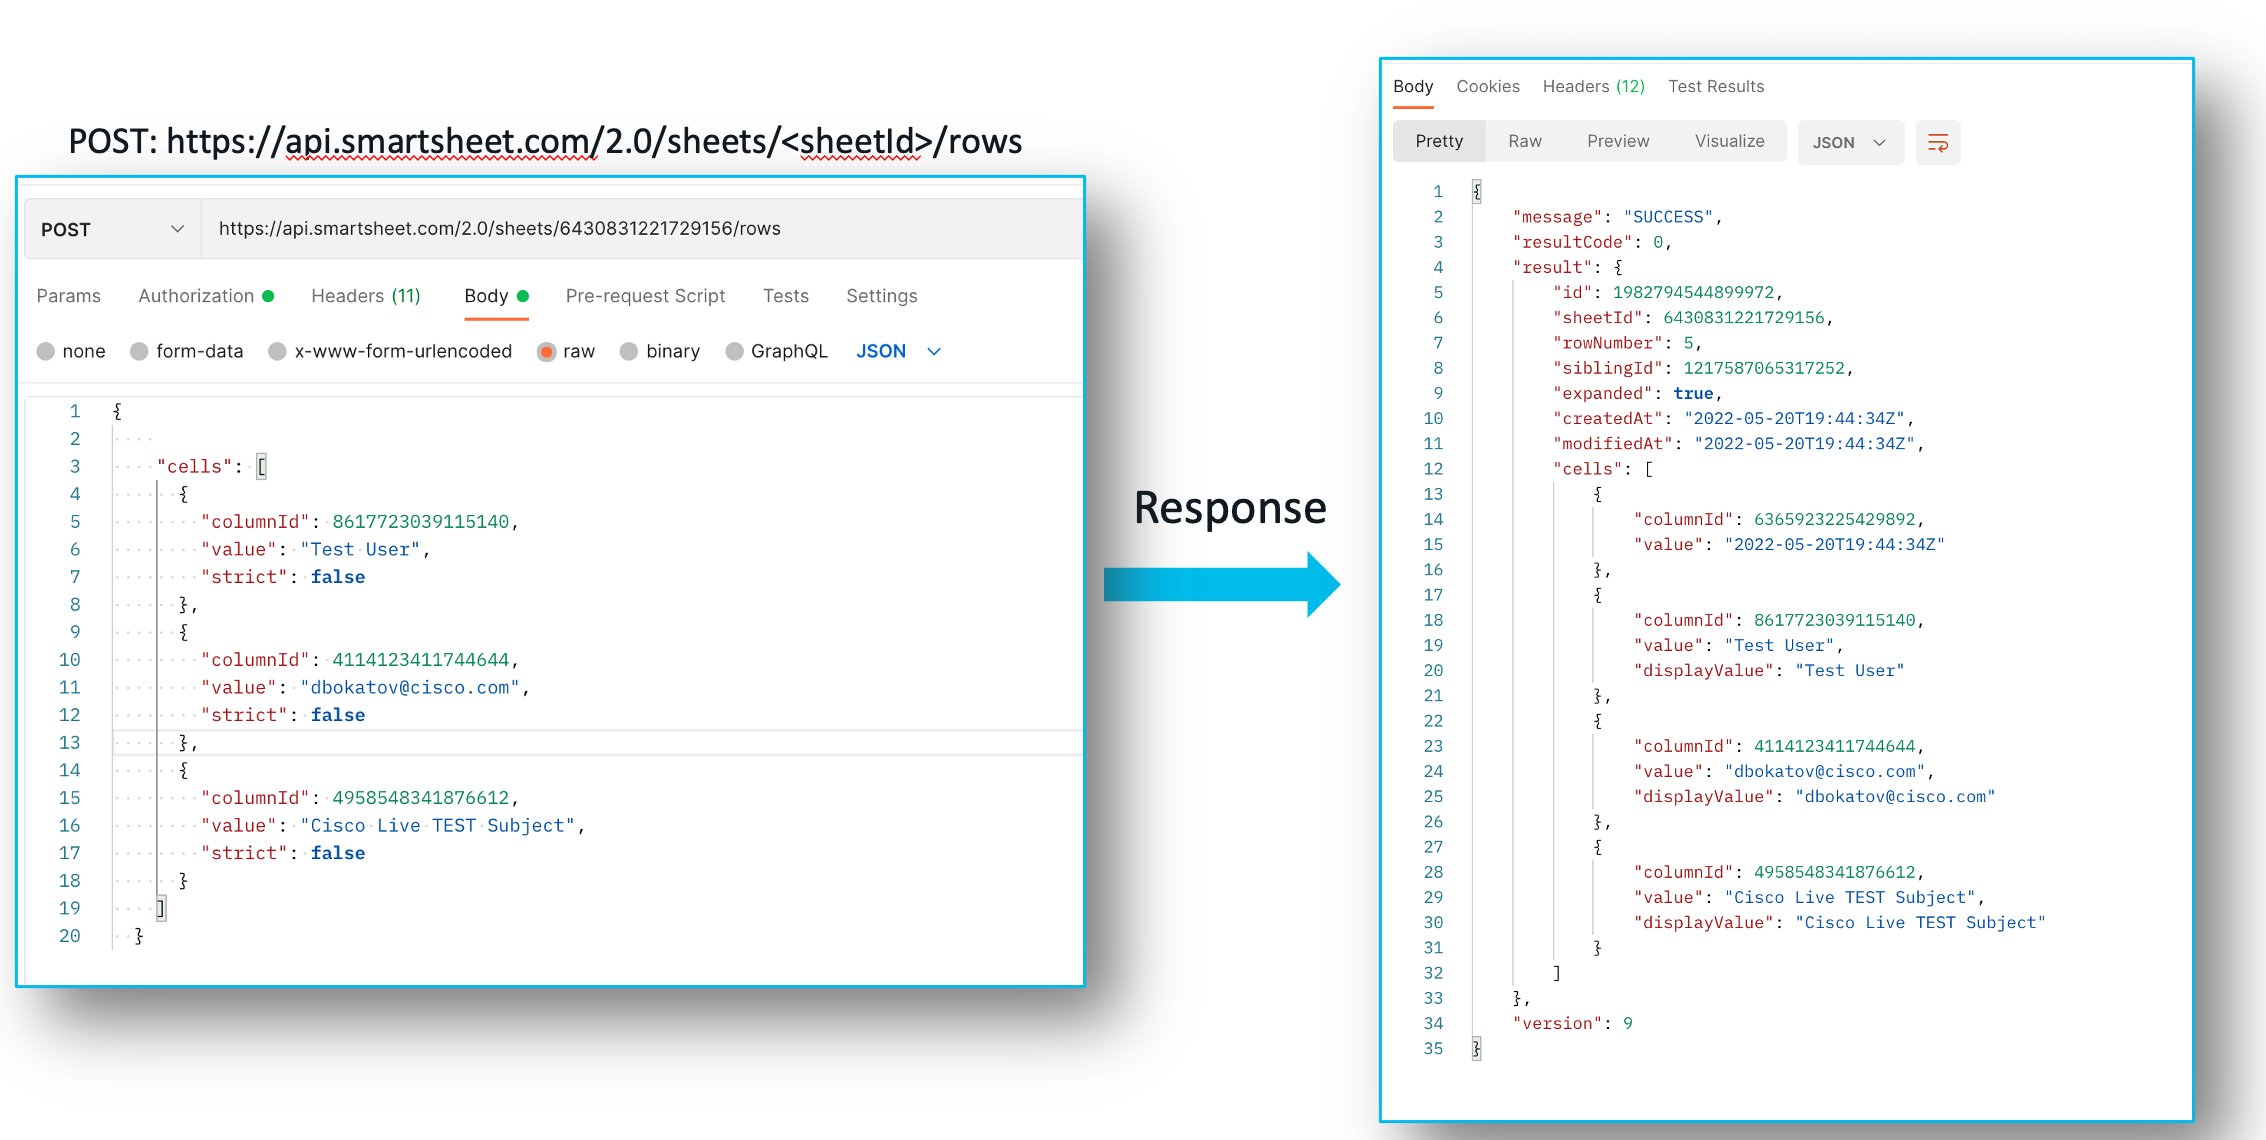 POST: https://api.smartsheet.com/2.0/sheets/<sheetId>/rows
POST https://api.smartsheet.com/2.0/sheets/6430831221729156/rows
Params Authorization Headers (11) Body Pre-request Script Tests Settings
none form-data x-www-form-urlencoded raw binary GraphQL JSON
1 {
2
3 "cells": [
4 {
5 "columnId": 8617723039115140,
6 "value": "Test User",
7 "strict": false
8 },
9 {
10 "columnId": 4114123411744644,
11 "value": "dbokatov@cisco.com",
12 "strict": false
13 },
14 {
15 "columnId": 4958548341876612,
16 "value": "Cisco Live TEST Subject",
17 "strict": false
18 }
19 ]
20 }
Response
Body Cookies Headers (12) Test Results
Pretty Raw Preview Visualize JSON
1 {
2 "message": "SUCCESS",
3 "resultCode": 0,
4 "result": {
5 "id": 1982794544899972,
6 "sheetId": 6430831221729156,
7 "rowNumber": 5,
8 "siblingId": 1217587065317252,
9 "expanded": true,
10 "createdAt": "2022-05-20T19:44:34Z",
11 "modifiedAt": "2022-05-20T19:44:34Z",
12 "cells": [
13 {
14 "columnId": 6365923225429892,
15 "value": "2022-05-20T19:44:34Z"
16 },
17 {
18 "columnId": 8617723039115140,
19 "value": "Test User",
20 "displayValue": "Test User"
21 },
22 {
23 "columnId": 4114123411744644,
24 "value": "dbokatov@cisco.com",
25 "displayValue": "dbokatov@cisco.com"
26 },
27 {
28 "columnId": 4958548341876612,
29 "value": "Cisco Live TEST Subject",
30 "displayValue": "Cisco Live TEST Subject"
31 }
32 ]
33 },
34 "version": 9
35 }